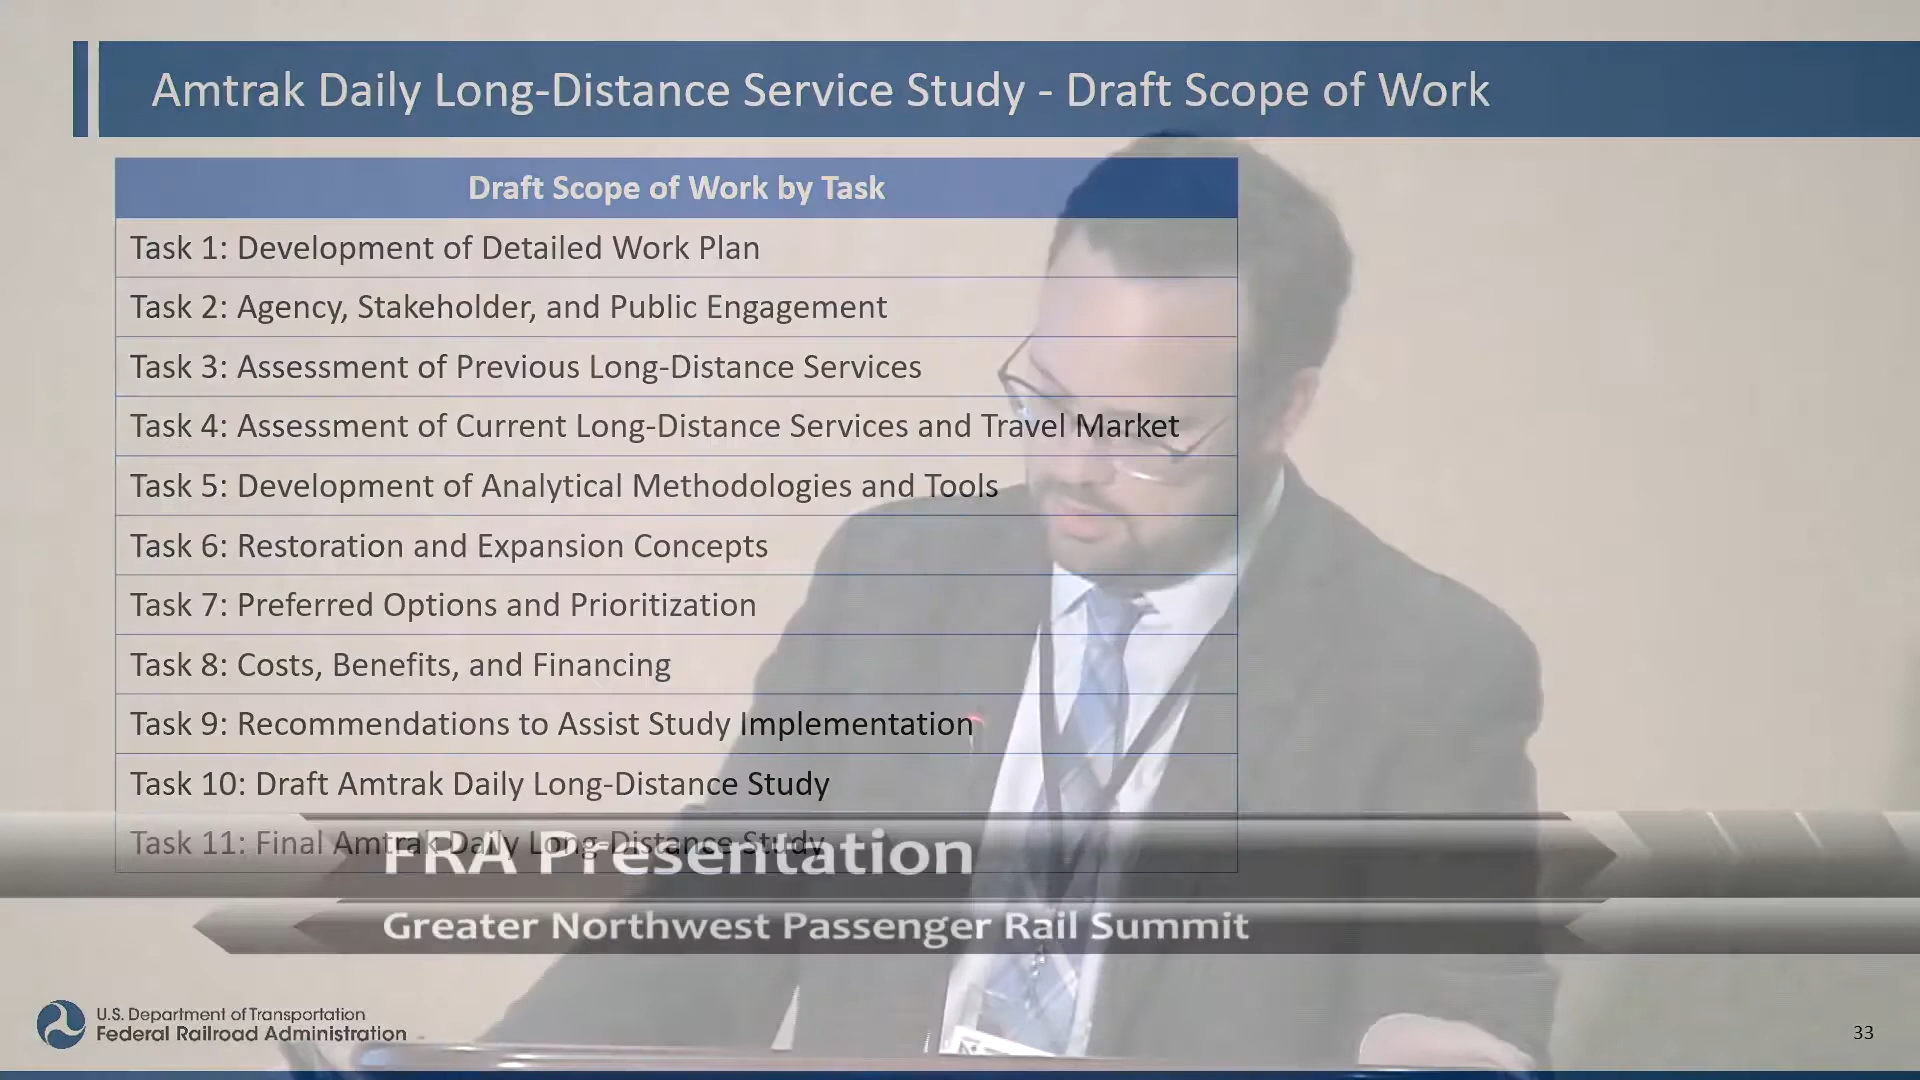 Amtrak Daily Long-Distance Service Study - Draft Scope of Work
Draft Scope of Work by Task
Task 1: Development of Detailed Work Plan
Task 2: Agency, Stakeholder, and Public Engagement
Task 3: Assessment of Previous Long-Distance Services
Task 4: Assessment of Current Long-Distance Services and Travel Market
Task 5: Development of Analytical Methodologies and Tools
Task 6: Restoration and Expansion Concepts
Task 7: Preferred Options and Prioritization
Task 8: Costs, Benefits, and Financing
Task 9: Recommendations to Assist Study Implementation
Task 10: Draft Amtrak Daily Long-Distance Study
Task 11: Final Amtrak Daily Long-Distance Study
FRA Presentation
Greater Northwest Passenger Rail Summit
U.S. Department of Transportation
Federal Railroad Administration
33